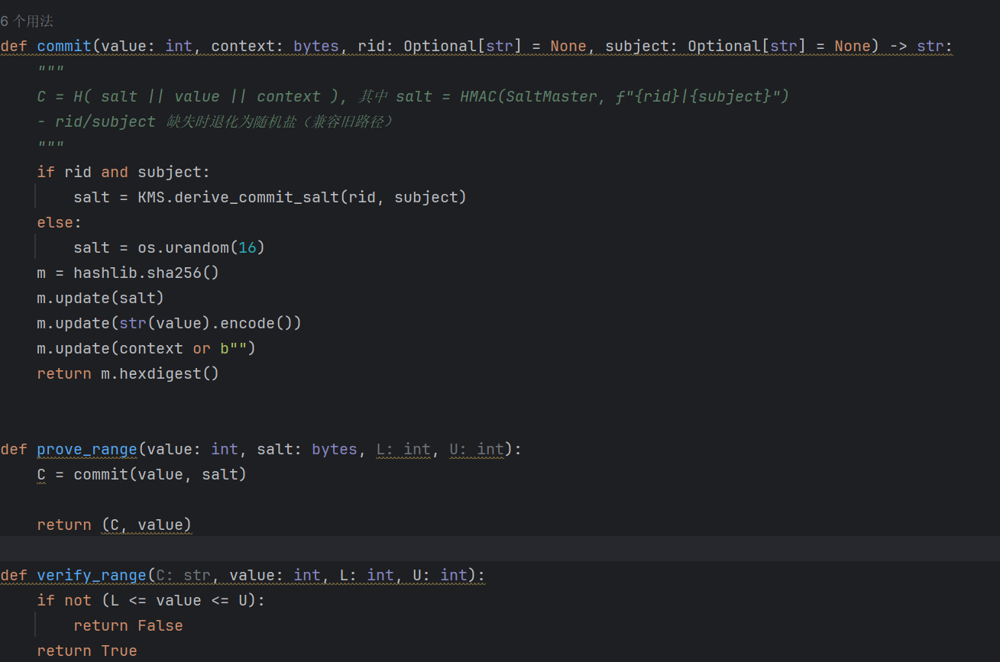 6 个用法
def commit(value: int, context: bytes, rid: Optional[str] = None, subject: Optional[str] = None) -> str:
    """
    C = H( salt || value || context ), 其中 salt = HMAC(SaltMaster, f"{rid}|{subject}")
    - rid/subject 缺失时退化为随机盐（兼容旧路径）
    """
    if rid and subject:
        salt = KMS.derive_commit_salt(rid, subject)
    else:
        salt = os.urandom(16)
    m = hashlib.sha256()
    m.update(salt)
    m.update(str(value).encode())
    m.update(context or b"")
    return m.hexdigest()
def prove_range(value: int, salt: bytes, L: int, U: int):
    C = commit(value, salt)
    return (C, value)
def verify_range(C: str, value: int, L: int, U: int):
    if not (L <= value <= U):
        return False
    return True